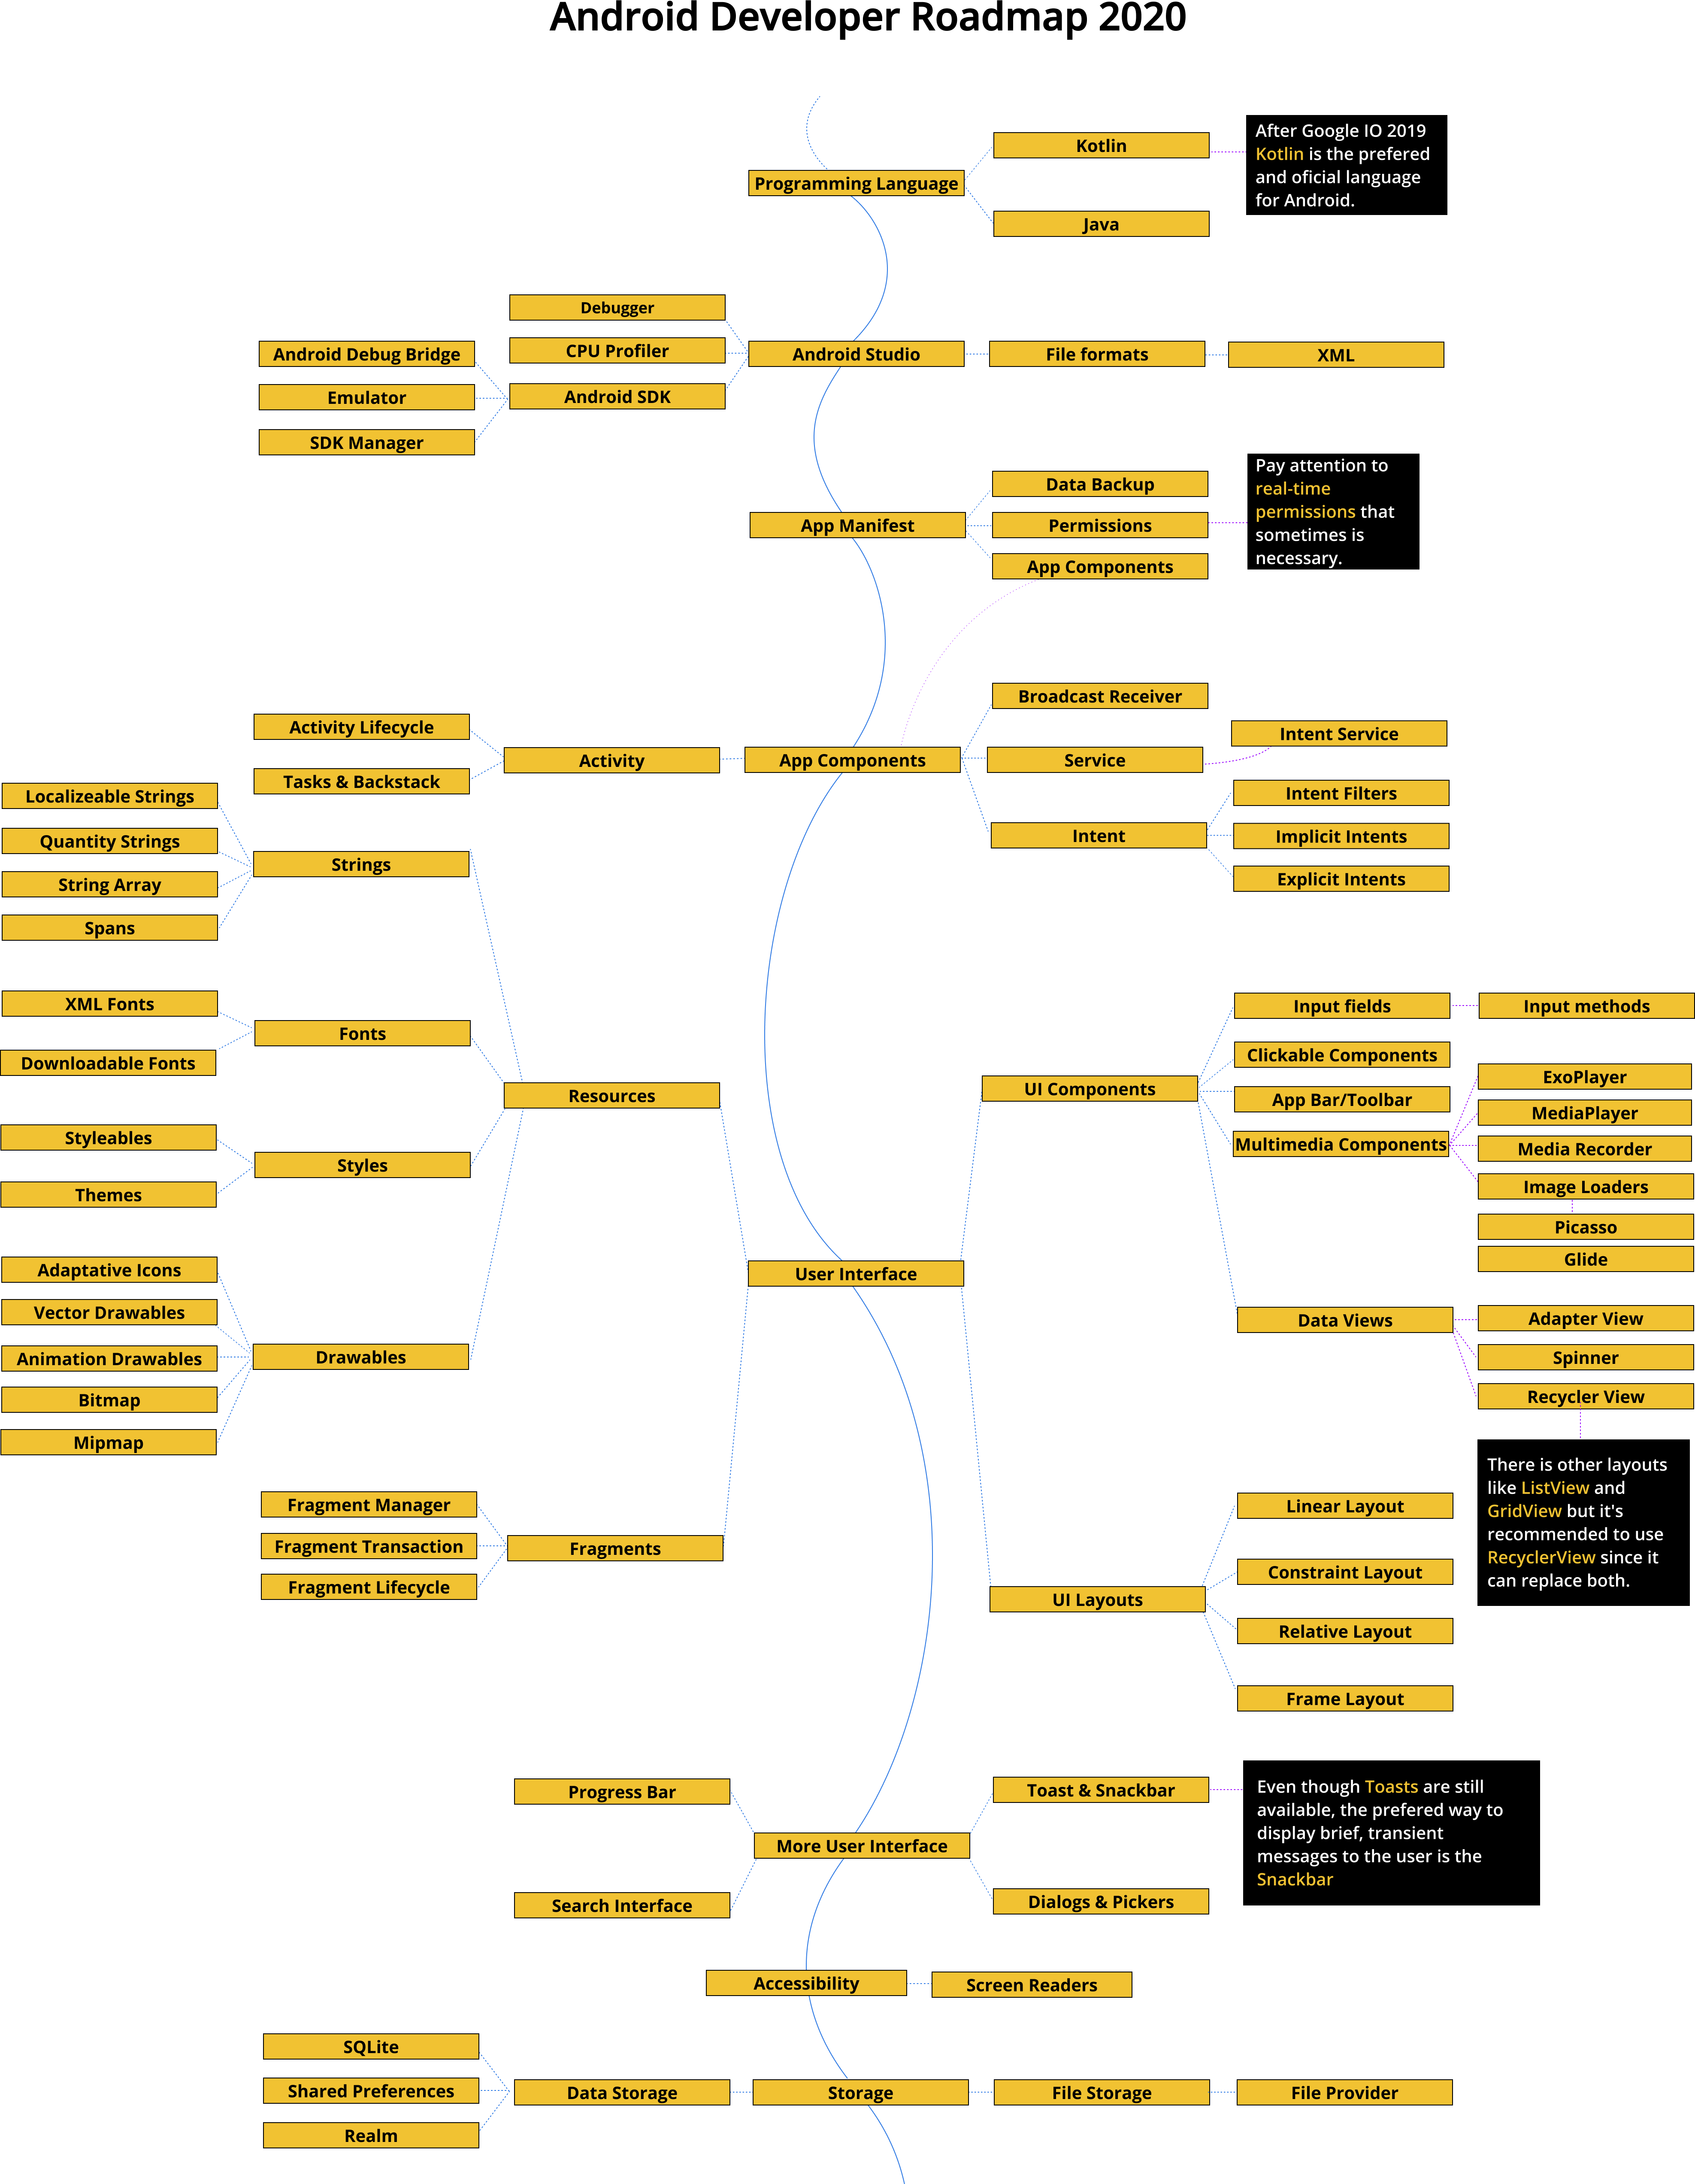 Android Developer Roadmap 2020
Kotlin
After Google IO 2019
Kotlin is the prefered
and oficial language
for Android.
Programming Language
Java
Debugger
Android Debug Bridge
CPU Profiler
Android Studio
File formats
XML
Emulator
Android SDK
SDK Manager
Data Backup
Pay attention to
real-time
permissions that
sometimes is
necessary.
App Manifest
Permissions
App Components
Broadcast Receiver
Activity Lifecycle
Intent Service
Activity
App Components
Service
Tasks & Backstack
Localizeable Strings
Intent Filters
Quantity Strings
Intent
Implicit Intents
Strings
String Array
Explicit Intents
Spans
XML Fonts
Input fields
Input methods
Fonts
Clickable Components
Downloadable Fonts
ExoPlayer
Resources
UI Components
App Bar/Toolbar
MediaPlayer
Styleables
Multimedia Components
Media Recorder
Styles
Themes
Image Loaders
Picasso
Glide
Adaptative Icons
User Interface
Vector Drawables
Data Views
Adapter View
Animation Drawables
Drawables
Spinner
Bitmap
Recycler View
Mipmap
There is other layouts
like ListView and
GridView but it's
recommended to use
RecyclerView since it
can replace both.
Fragment Manager
Linear Layout
Fragment Transaction
Fragments
Fragment Lifecycle
Constraint Layout
UI Layouts
Relative Layout
Frame Layout
Progress Bar
Toast & Snackbar
Even though Toasts are still
available, the prefered way to
display brief, transient
messages to the user is the
Snackbar
More User Interface
Search Interface
Dialogs & Pickers
Accessibility
Screen Readers
SQLite
Shared Preferences
Data Storage
Storage
File Storage
File Provider
Realm